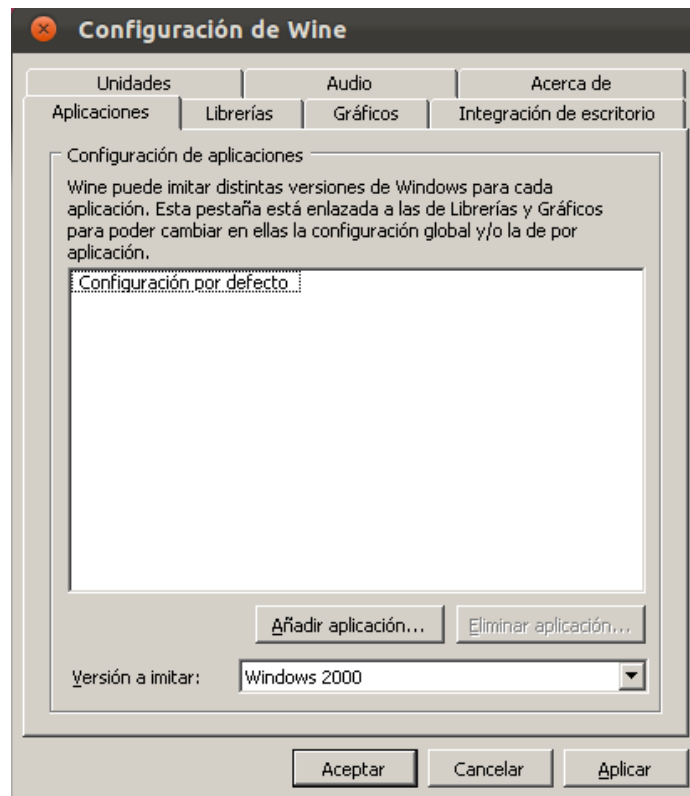 Configuración de Wine
Unidades Audio Acerca de
Aplicaciones Librerías Gráficos Integración de escritorio
Configuración de aplicaciones
Wine puede imitar distintas versiones de Windows para cada
aplicación. Esta pestaña está enlazada a las de Librerías y Gráficos
para poder cambiar en ellas la configuración global y/o la de por
aplicación.
Configuración por defecto
Añadir aplicación... Eliminar aplicación...
Versión a imitar: Windows 2000
Aceptar Cancelar Aplicar